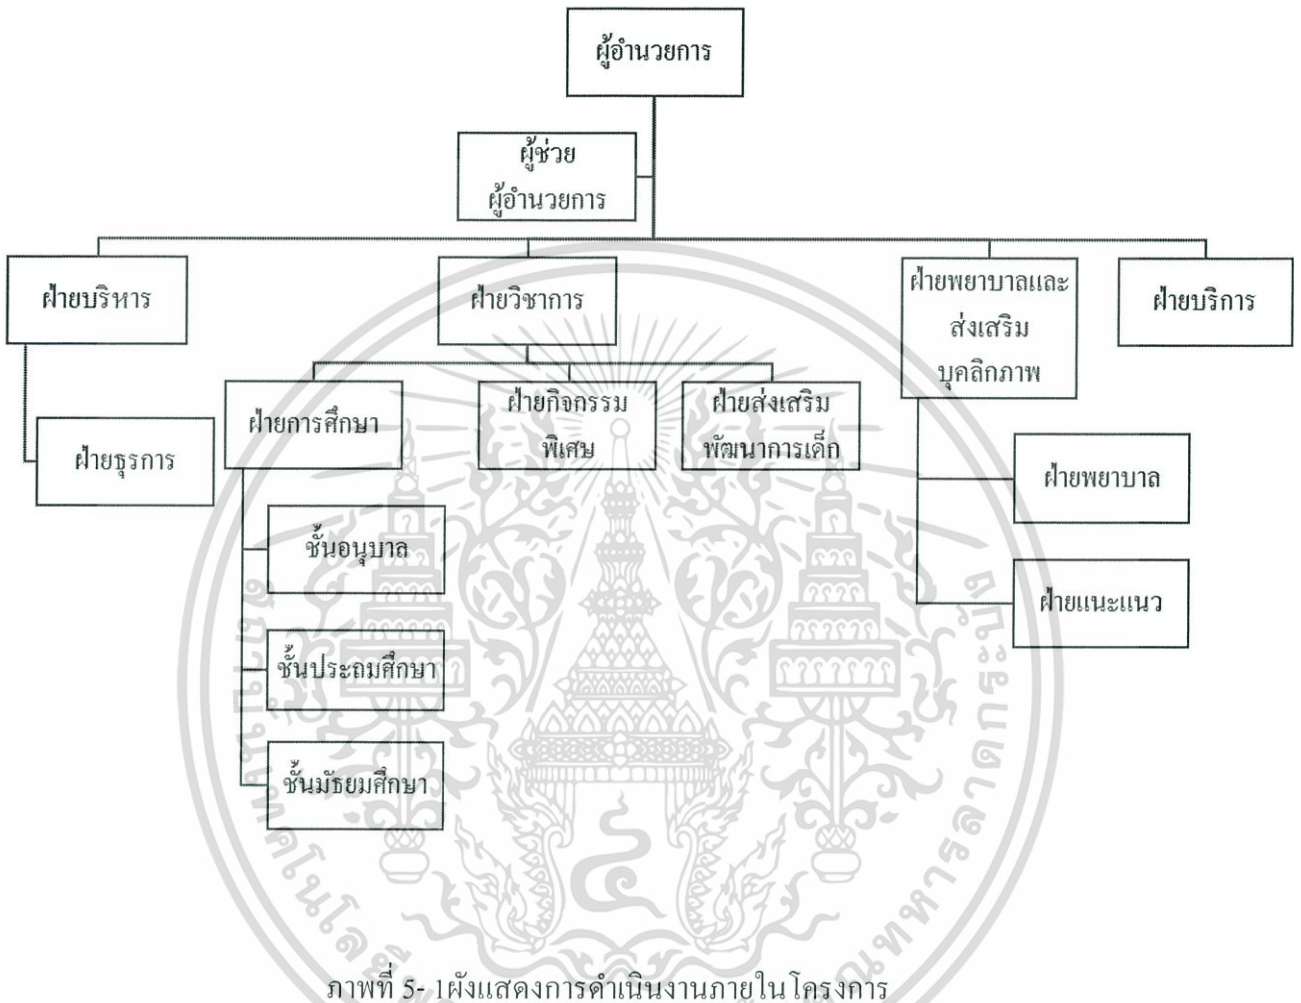 ผู้อำนวยการ
ผู้ช่วย
ผู้อำนวยการ
ฝ่ายบริหาร
ฝ่ายวิชาการ
ฝ่ายพยาบาลและ
ส่งเสริม
บุคลิกภาพ
ฝ่ายบริการ
ฝ่ายธุรการ
ฝ่ายการศึกษา
ฝ่ายกิจกรรม
พิเศษ
ฝ่ายส่งเสริม
พัฒนาการเด็ก
ชั้นอนุบาล
ชั้นประถมศึกษา
ชั้นมัธยมศึกษา
ฝ่ายพยาบาล
ฝ่ายแนะแนว
ภาพที่ 5- 1ผังแสดงการดำเนินงานภายในโครงการ